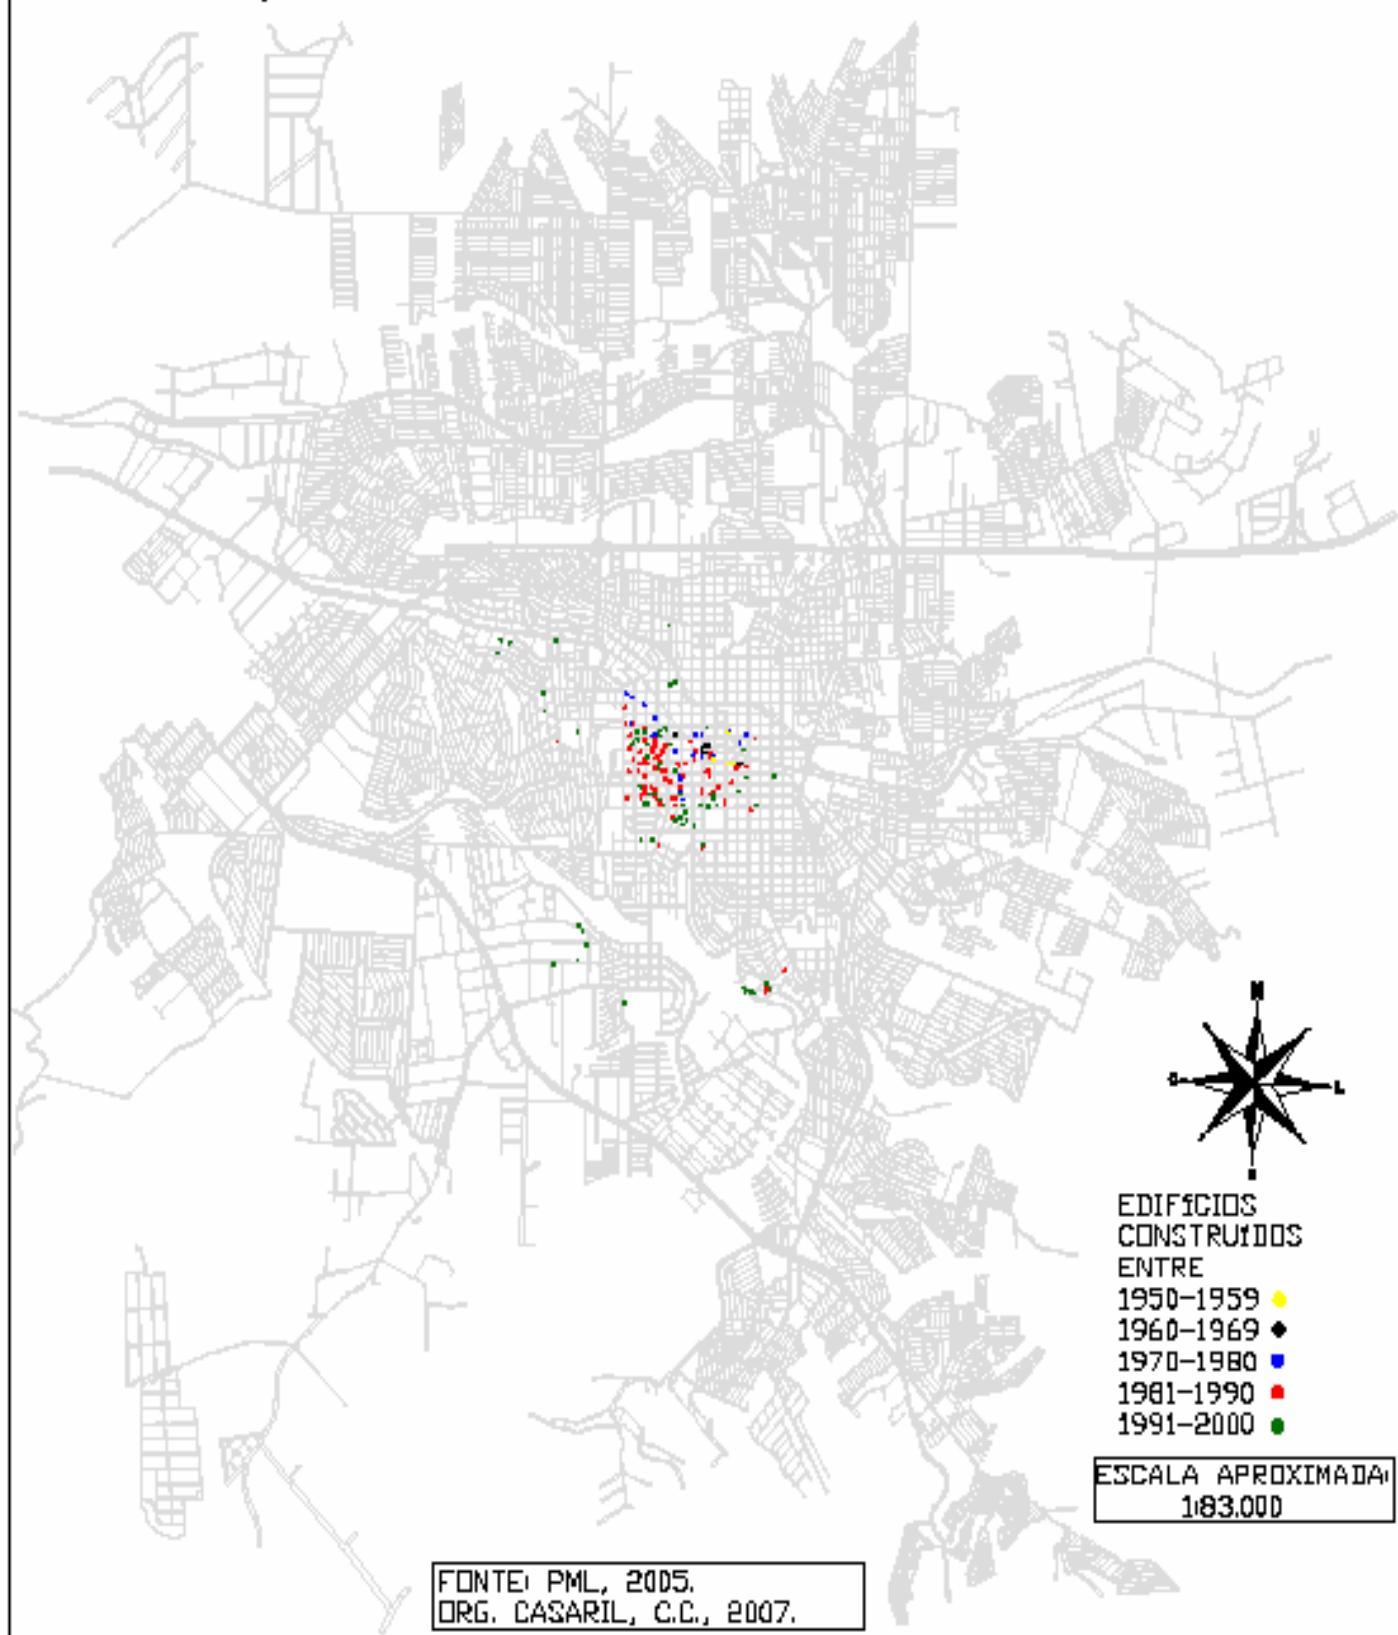 N
O
L
S
EDIFíCIOS
CONSTRUíDOS
ENTRE
1950-1959
1960-1969
1970-1980
1981-1990
1991-2000
ESCALA APROXIMADA:
1:83.000
FONTE: PML, 2005.
ORG. CASARIL, C.C., 2007.